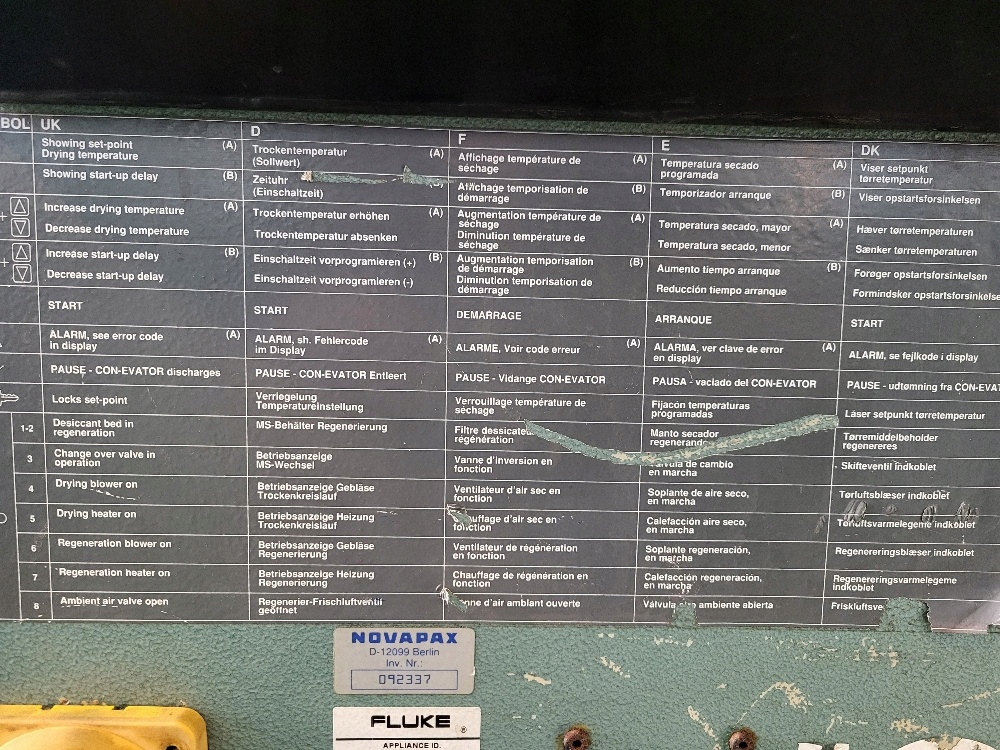 BOL UK D F E DK
Showing set-point (A)
Drying temperature
Trockentemperatur (A)
(Sollwert)
Affichage température de (A)
séchage
Temperatura secado (A)
programada
Viser setpunkt
tørretemperatur
Showing start-up delay (B)
Zeituhr
(Einschaltzeit)
Affichage temporisation de (B)
démarrage
Temporizador arranque (B)
Viser opstartsforsinkelsen
+ Increase drying temperature (A)
Decrease drying temperature
Trockentemperatur erhöhen (A)
Trockentemperatur absenken
Augmentation température de (A)
séchage
Diminution température de
séchage
Temperatura secado, mayor (A)
Temperatura secado, menor
Hæver tørretemperaturen
Sænker tørretemperaturen
+ Increase start-up delay (B)
Decrease start-up delay
Einschaltzeit vorprogramieren (+) (B)
Einschaltzeit vorprogramieren (-)
Augmentation temporisation (B)
de démarrage
Diminution temporisation de
démarrage
Aumento tiempo arranque (B)
Reducción tiempo arranque
Forøger opstartsforsinkelsen
Formindsker opstartsforsinkelse
START
START
DEMARRAGE
ARRANQUE
START
ALARM, see error code (A)
in display
ALARM, sh. Fehlercode (A)
im Display
ALARME, Voir code erreur (A)
ALARMA, ver clave de error (A)
en display
ALARM, se fejlkode i display
PAUSE - CON-EVATOR discharges
PAUSE - CON-EVATOR Entleert
PAUSE - Vidange CON-EVATOR
PAUSA - vaciado del CON-EVATOR
PAUSE - udtømning fra CON-EVAT
Locks set-point
Verriegelung
Temperatureinstellung
Verrouillage température de
séchage
Fijacón temperaturas
programadas
Låser setpunkt tørretemperatur
1-2 Desiccant bed in
regeneration
MS-Behälter Regenerierung
Filtre dessicate
régénération
Manto secador
regenerando
Tørremiddelbeholder
regenereres
3 Change over valve in
operation
Betriebsanzeige
MS-Wechsel
Vanne d'inversion en
fonction
Válvula de cambio
en marcha
Skifteventil indkoblet
4 Drying blower on
Betriebsanzeige Gebläse
Trockenkreislauf
Ventilateur d'air sec en
fonction
Soplante de aire seco,
en marcha
Tørluftsblæser indkoblet
5 Drying heater on
Betriebsanzeige Heizung
Trockenkreislauf
Chauffage d'air sec en
fonction
Calefacción aire seco,
en marcha
Tørluftsvarmelegeme indkoblet
6 Regeneration blower on
Betriebsanzeige Gebläse
Regenerierung
Ventilateur de régénération
en fonction
Soplante regeneración,
en marcha
Regenereringsblæser indkoblet
7 Regeneration heater on
Betriebsanzeige Heizung
Regenerierung
Chauffage de régénération en
fonction
Calefacción regeneración,
en marcha
Regenereringsvarmelegeme
indkoblet
8 Ambient air valve open
Regenerier-Frischluftventil
geöffnet
nne d'air ambiant ouverte
Válvula ambiente abierta
Friskluftsve
NOVAPAX
D-12099 Berlin
Inv. Nr.:
092337
FLUKE ®
APPLIANCE ID.